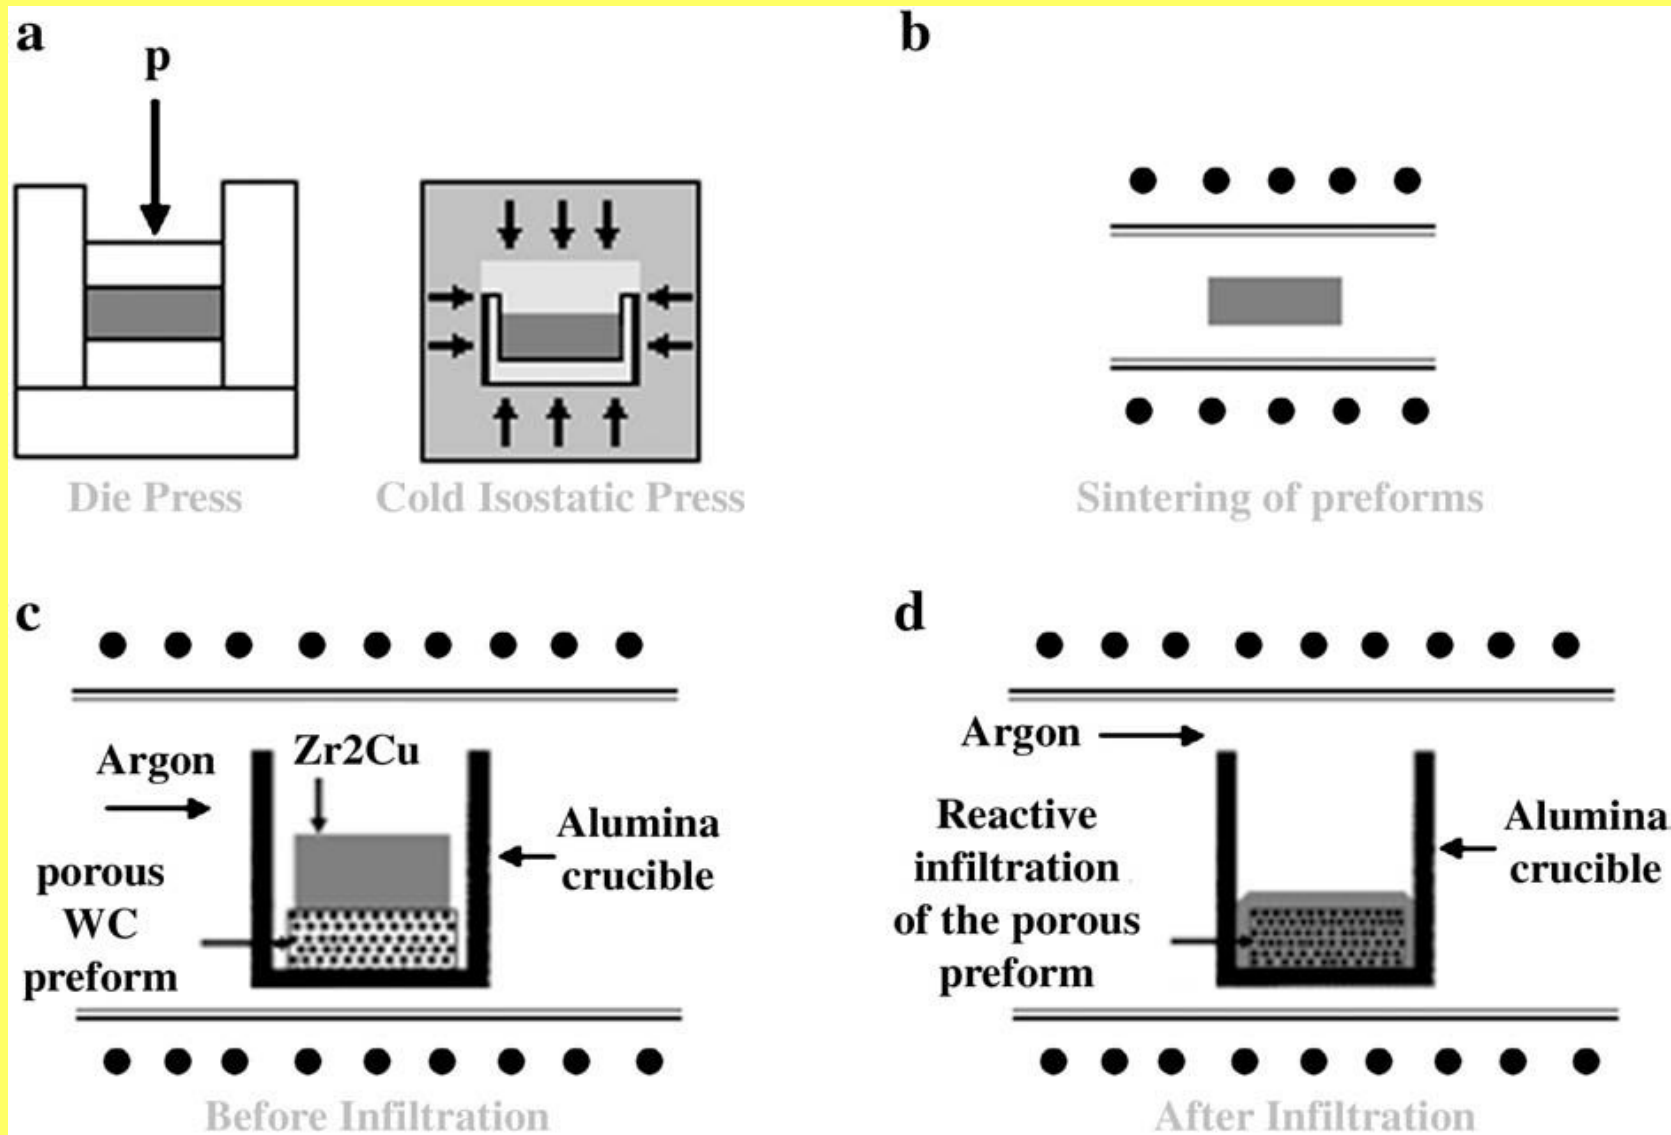 a
p
Die Press
Cold Isostatic Press
b
Sintering of preforms
c
Argon
Zr2Cu
Alumina
crucible
porous
WC
preform
Before Infiltration
d
Argon
Reactive
infiltration
of the porous
preform
Alumina
crucible
After Infiltration